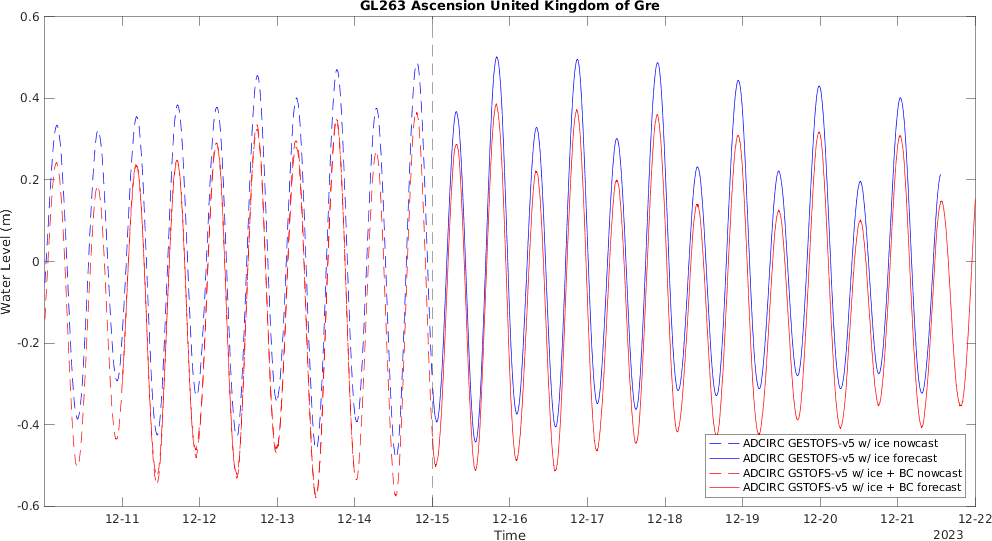 GL263 Ascension United Kingdom of Gre
0.6
0.4
0.2
0
-0.2
-0.4
-0.6
Water Level (m)
ADCIRC GESTOFS-v5 w/ ice nowcast
ADCIRC GESTOFS-v5 w/ ice forecast
ADCIRC GSTOFS-v5 w/ ice + BC nowcast
ADCIRC GSTOFS-v5 w/ ice + BC forecast
12-11 12-12 12-13 12-14 12-15 12-16 12-17 12-18 12-19 12-20 12-21 12-22
Time
2023